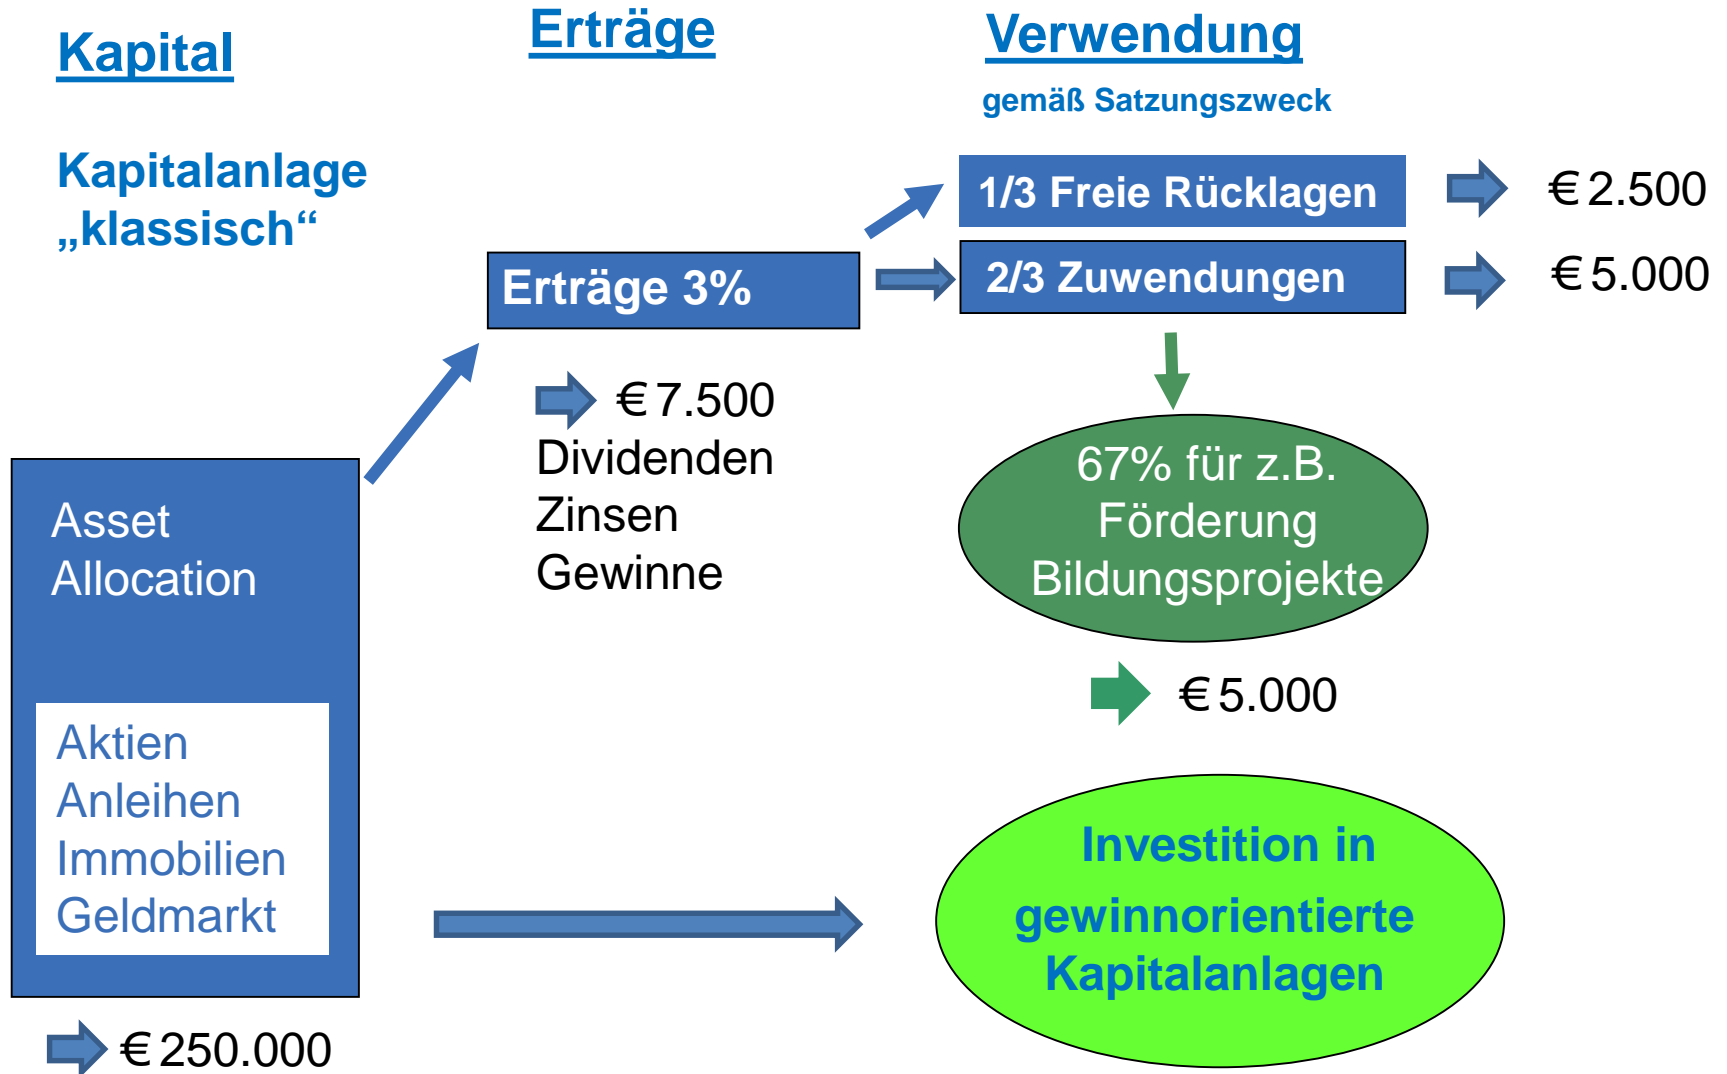 Kapital
Erträge
Verwendung
gemäß Satzungszweck
Kapitalanlage
„klassisch“
1/3 Freie Rücklagen
€ 2.500
2/3 Zuwendungen
€ 5.000
Erträge 3%
€ 7.500
Dividenden
Zinsen
Gewinne
67% für z.B.
Förderung
Bildungsprojekte
€ 5.000
Asset
Allocation
Aktien
Anleihen
Immobilien
Geldmarkt
€ 250.000
Investition in
gewinnorientierte
Kapitalanlagen